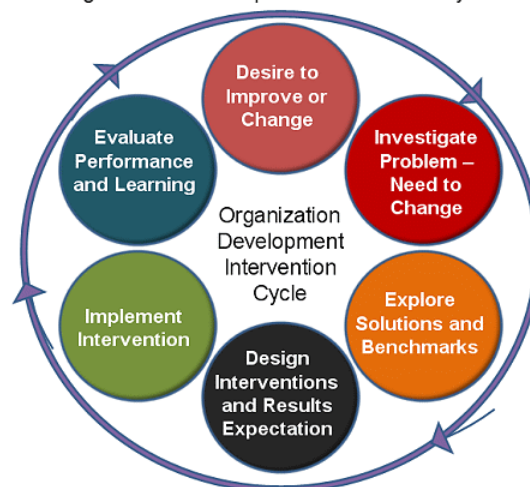 Desire to
Improve or
Change
Investigate
Problem –
Need to
Change
Explore
Solutions and
Benchmarks
Design
Interventions
and Results
Expectation
Implement
Intervention
Evaluate
Performance
and Learning
Organization
Development
Intervention
Cycle